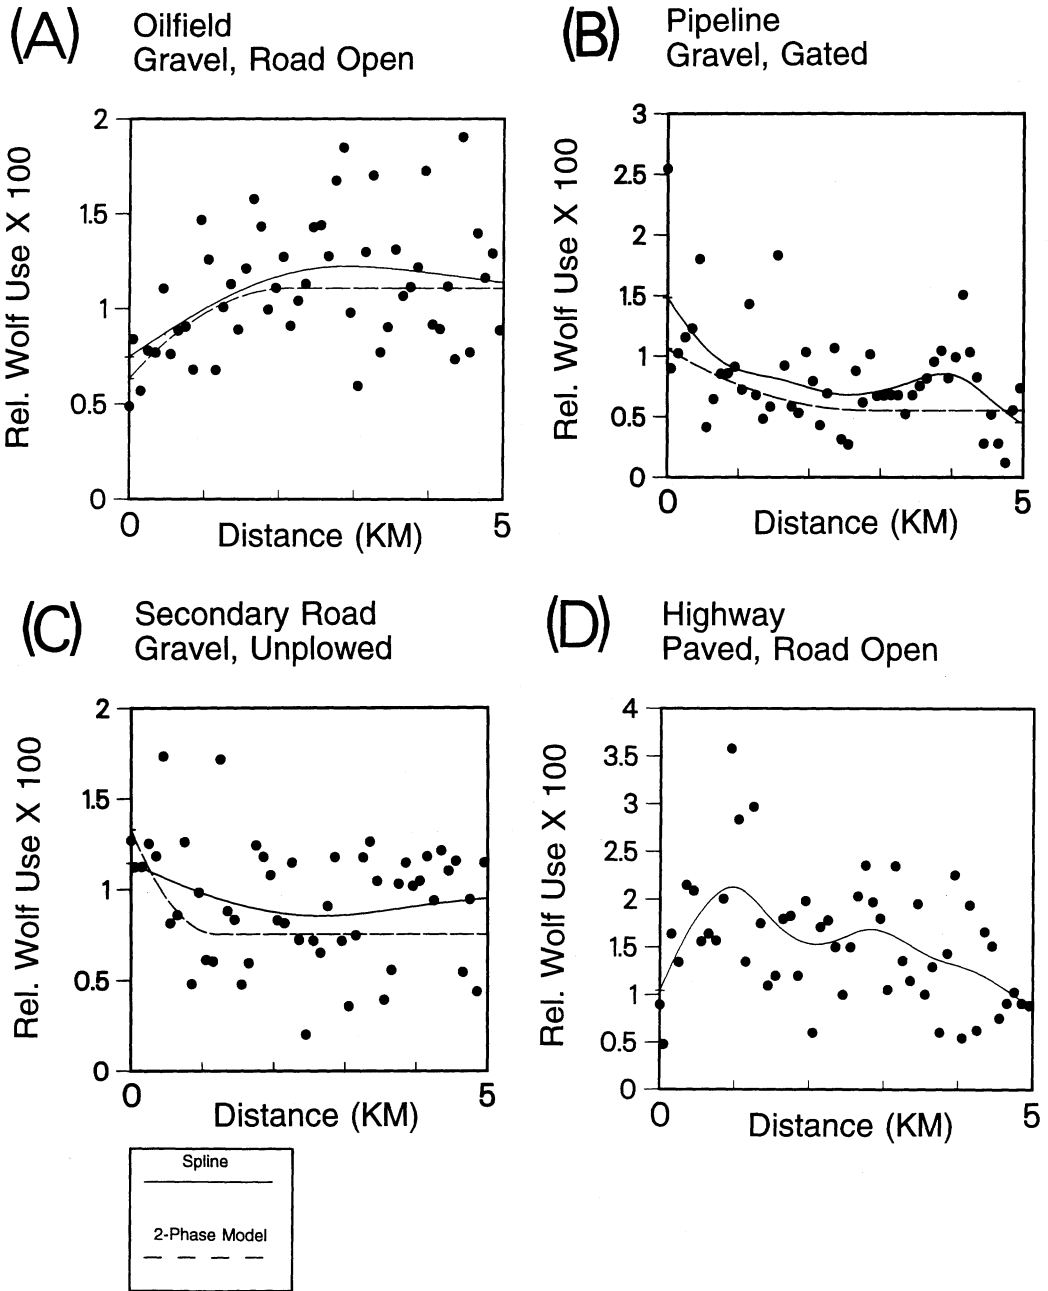 (A)
Oilfield
Gravel, Road Open
Rel. Wolf Use X 100
2
1.5
1
0.5
0
0
5
Distance (KM)
(B)
Pipeline
Gravel, Gated
Rel. Wolf Use X 100
3
2.5
2
1.5
1
0.5
0
0
5
Distance (KM)
(C)
Secondary Road
Gravel, Unplowed
Rel. Wolf Use X 100
2
1.5
1
0.5
0
0
5
Distance (KM)
(D)
Highway
Paved, Road Open
Rel. Wolf Use X 100
4
3.5
3
2.5
2
1.5
1
0.5
0
0
5
Distance (KM)
Spline
2-Phase Model